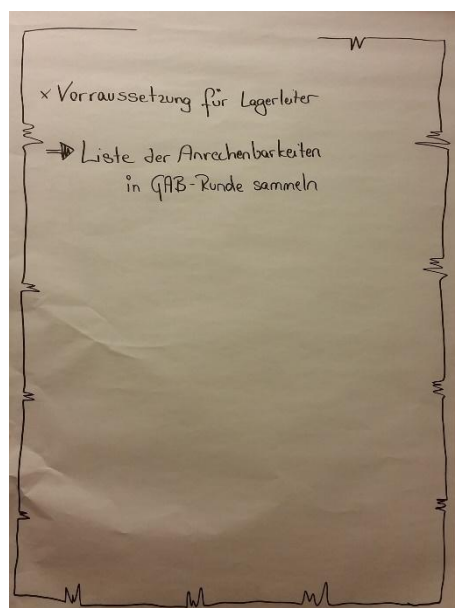 x Vorraussetzung für Lagerleiter
⇒ Liste der Anrechenbarkeiten
in GAB-Runde sammeln